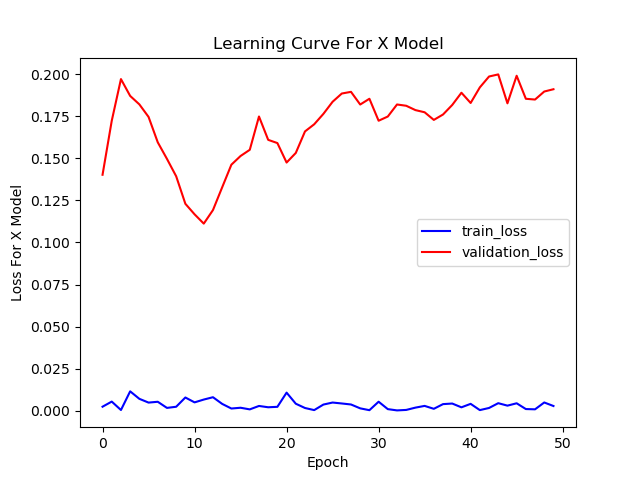 Learning Curve For X Model
Loss For X Model
0.200
0.175
0.150
0.125
0.100
0.075
0.050
0.025
0.000
train_loss
validation_loss
0 10 20 30 40 50
Epoch